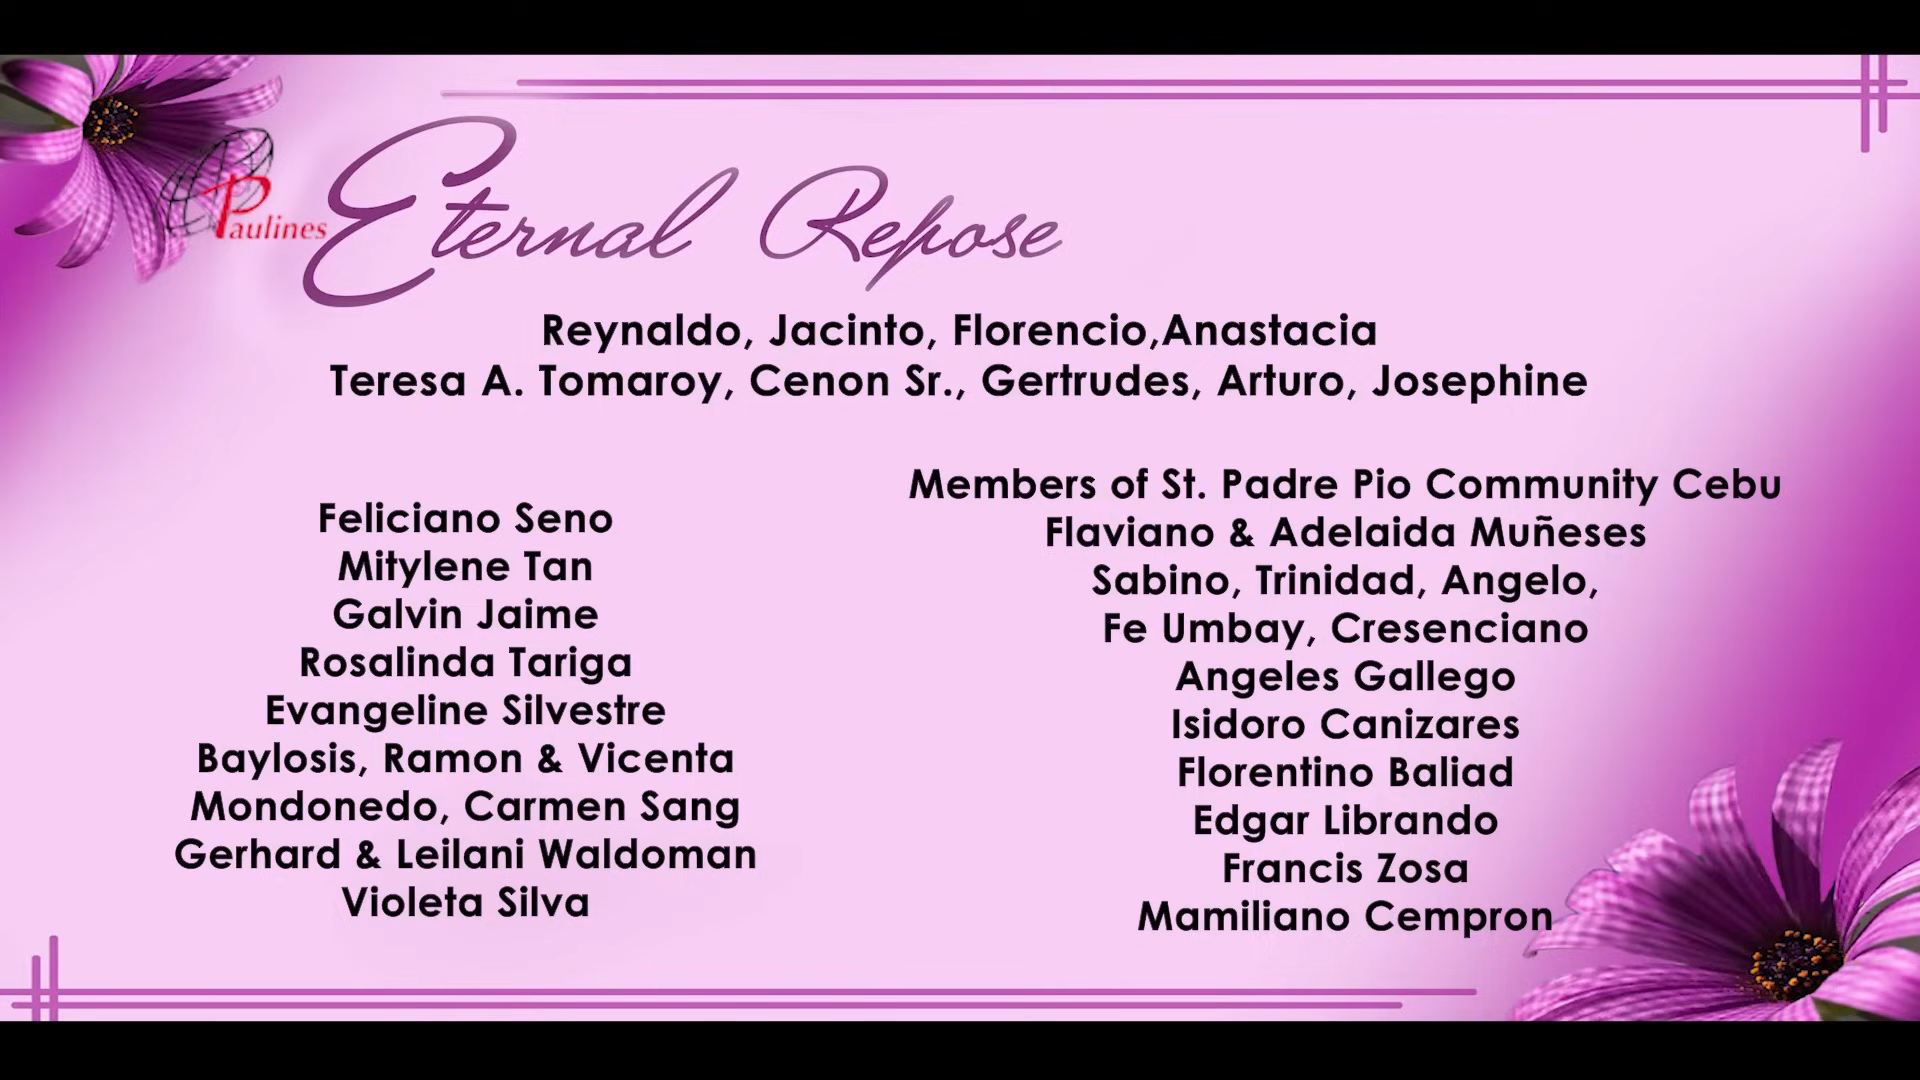 Paulines
Eternal Repose
Reynaldo, Jacinto, Florencio,Anastacia
Teresa A. Tomaroy, Cenon Sr., Gertrudes, Arturo, Josephine
Feliciano Seno
Mitylene Tan
Galvin Jaime
Rosalinda Tariga
Evangeline Silvestre
Baylosis, Ramon & Vicenta
Mondonedo, Carmen Sang
Gerhard & Leilani Waldoman
Violeta Silva
Members of St. Padre Pio Community Cebu
Flaviano & Adelaida Muñeses
Sabino, Trinidad, Angelo,
Fe Umbay, Cresenciano
Angeles Gallego
Isidoro Canizares
Florentino Baliad
Edgar Librando
Francis Zosa
Mamiliano Cempron